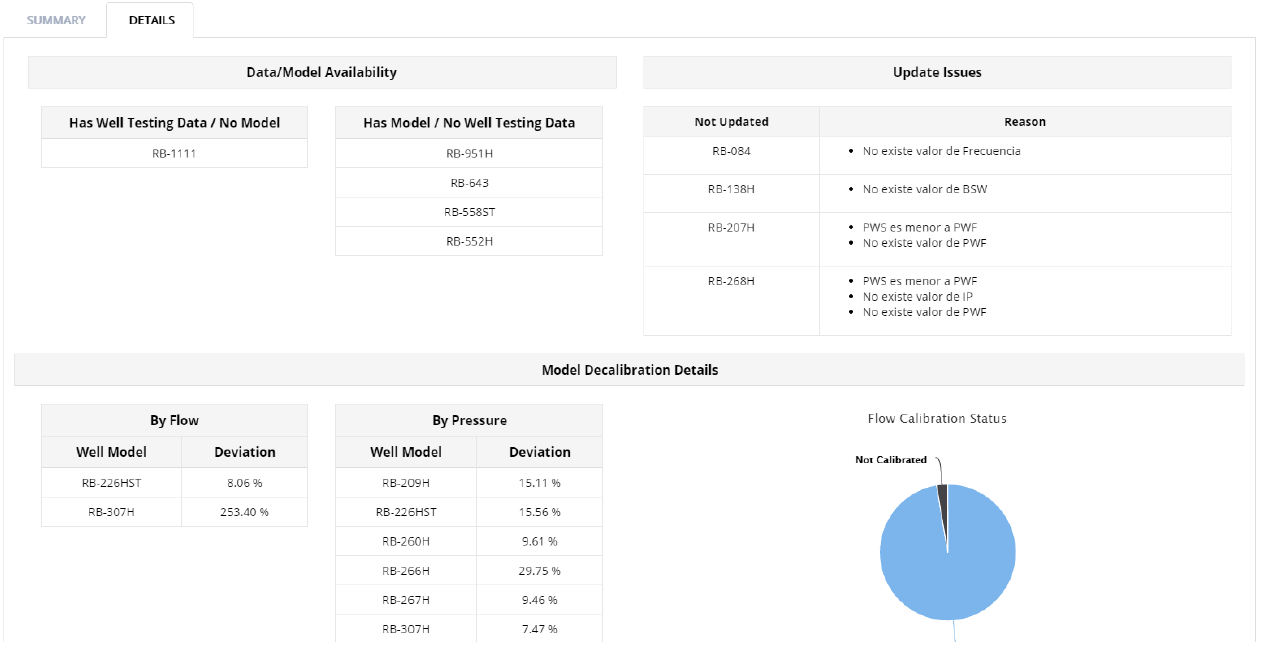 SUMMARY
DETAILS
Data/Model Availability
Has Well Testing Data / No Model
RB-1111
Has Model / No Well Testing Data
RB-951H
RB-643
RB-558ST
RB-552H
Update Issues
Not Updated Reason
RB-084 • No existe valor de Frecuencia
RB-138H • No existe valor de BSW
RB-207H • PWS es menor a PWF
• No existe valor de PWF
RB-268H • PWS es menor a PWF
• No existe valor de IP
• No existe valor de PWF
Model Decalibration Details
By Flow
Well Model Deviation
RB-226HST 8.06 %
RB-307H 253.40 %
By Pressure
Well Model Deviation
RB-209H 15.11 %
RB-226HST 15.56 %
RB-260H 9.61 %
RB-266H 29.75 %
RB-267H 9.46 %
RB-307H 7.47 %
Flow Calibration Status
Not Calibrated